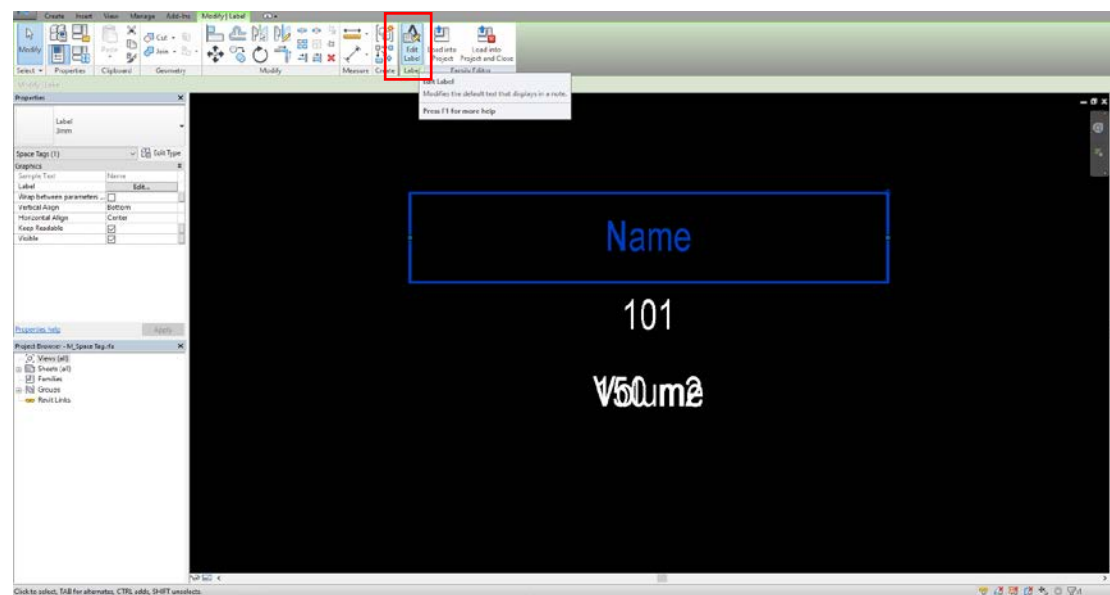 Create Insert View Manage Add-Ins Modify | Label
Modify
Paste
Cut
Join
Edit Label
Load into Project
Load into Project and Close
Select Properties Clipboard Geometry Modify Measure Create Label Family Editor
Modify | Label
Edit Label
Modifies the default text that displays in a note.
Press F1 for more help
Properties
Label
3mm
Space Tags (1) Edit Type
Graphics
Sample Text Name
Label Edit...
Wrap between parameters ...
Vertical Align Bottom
Horizontal Align Center
Keep Readable
Visible
Properties help Apply
Project Browser - M_Space Tag.rfa
Views (all)
Sheets (all)
Families
Groups
Revit Links
Name
101
Click to select, TAB for alternates, CTRL adds, SHIFT unselects.